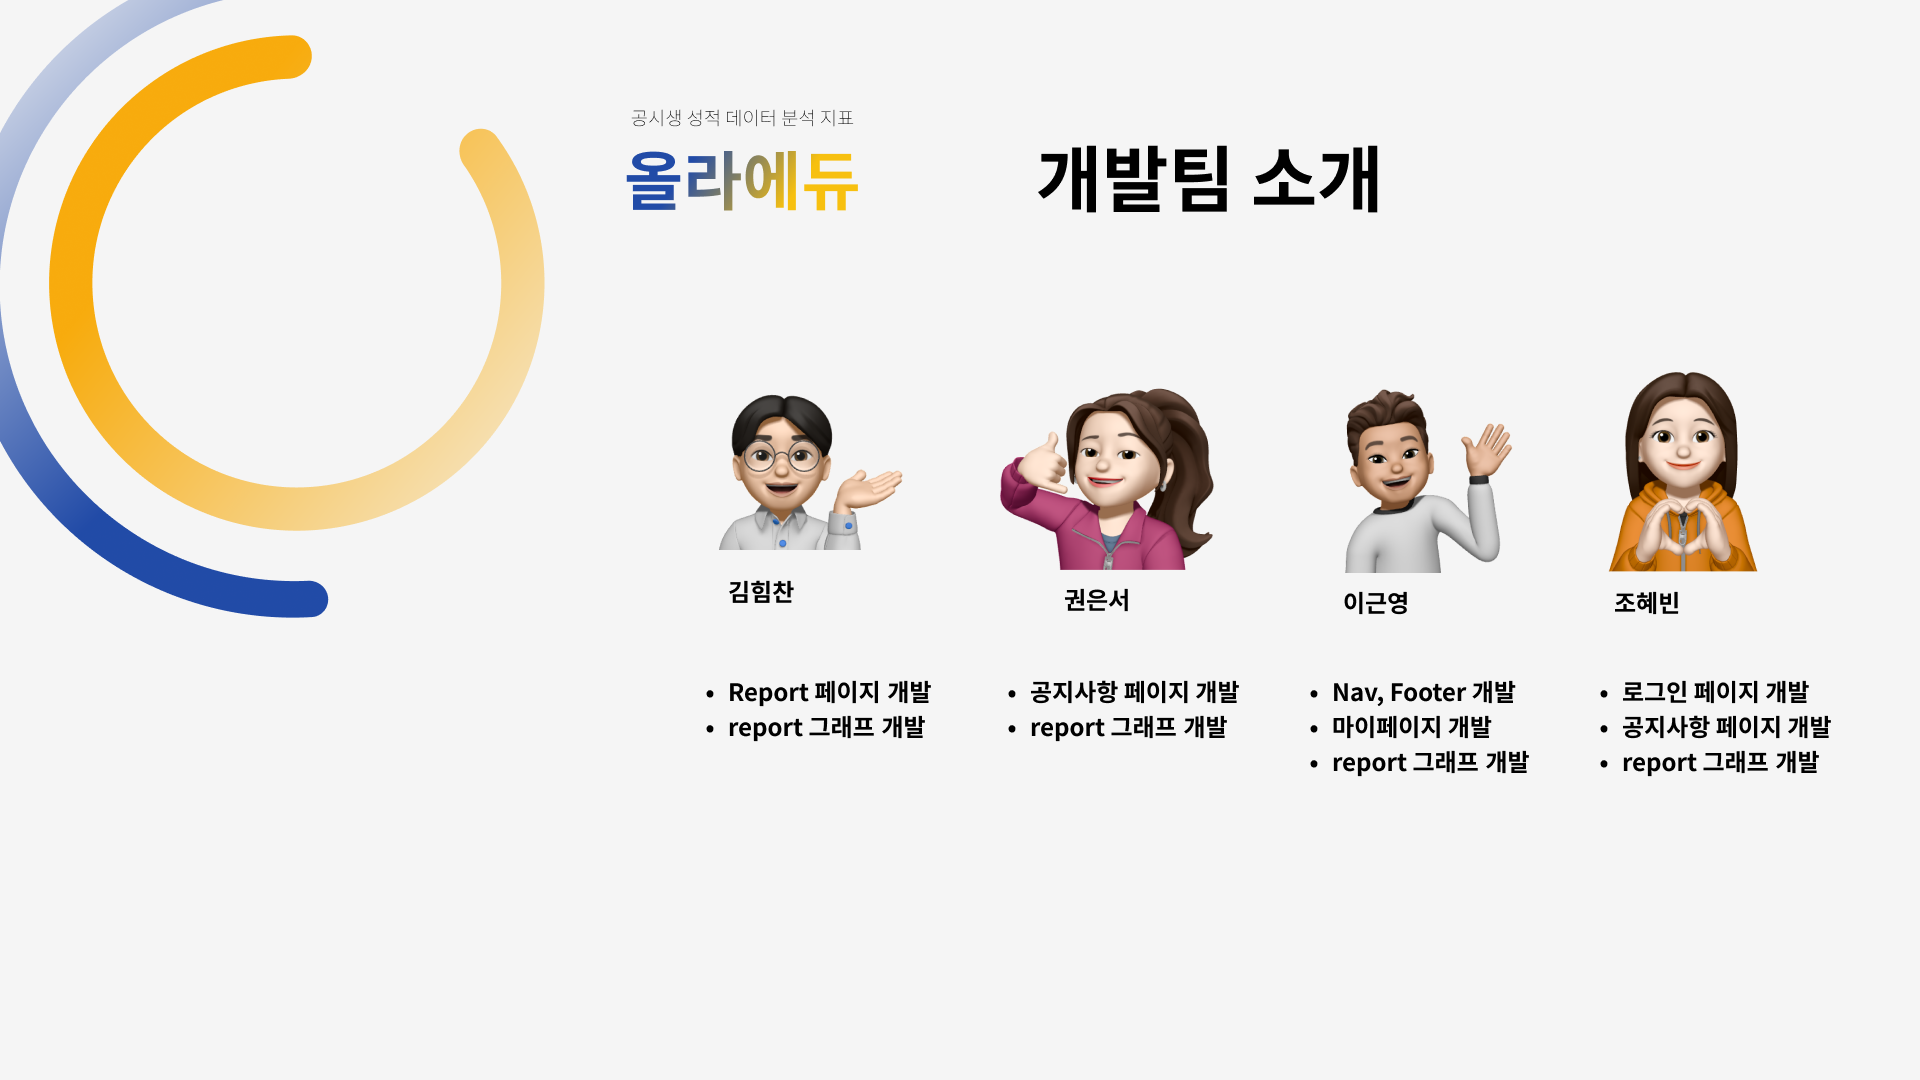 공시생 성적 데이터 분석 지표
올라에듀
개발팀 소개
김힘찬
• Report 페이지 개발
• report 그래프 개발
권은서
• 공지사항 페이지 개발
• report 그래프 개발
이근영
• Nav, Footer 개발
• 마이페이지 개발
• report 그래프 개발
조혜빈
• 로그인 페이지 개발
• 공지사항 페이지 개발
• report 그래프 개발